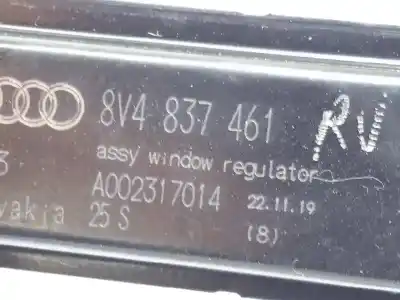 8V4 837 461
RV
assy window regulator
3
A002317014 22.11.19
vakia 25 S (8)